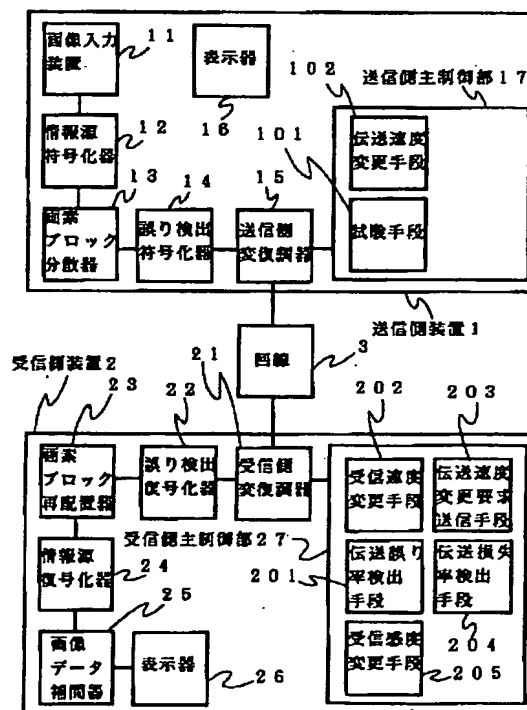 画像入力
装置
11
表示器
16
送信側主制御部17
102
伝送速度
変更手段
101
試験手段
情報源
符号化器
12
13
画素
ブロック
分散器
14
誤り検出
符号化器
15
送信側
変復調器
送信側装置1
回線
3
受信側装置2
23
22
21
202
203
画素
ブロック
再配置器
誤り検出
復号化器
受信側
変復調器
受信速度
変更手段
伝送速度
変更要求
送信手段
情報源
復号化器
24
受信側主制御部27
201
伝送誤り
率検出
手段
伝送損失
率検出
手段
204
25
画像
データ
補間器
表示器
26
受信感度
変更手段
205